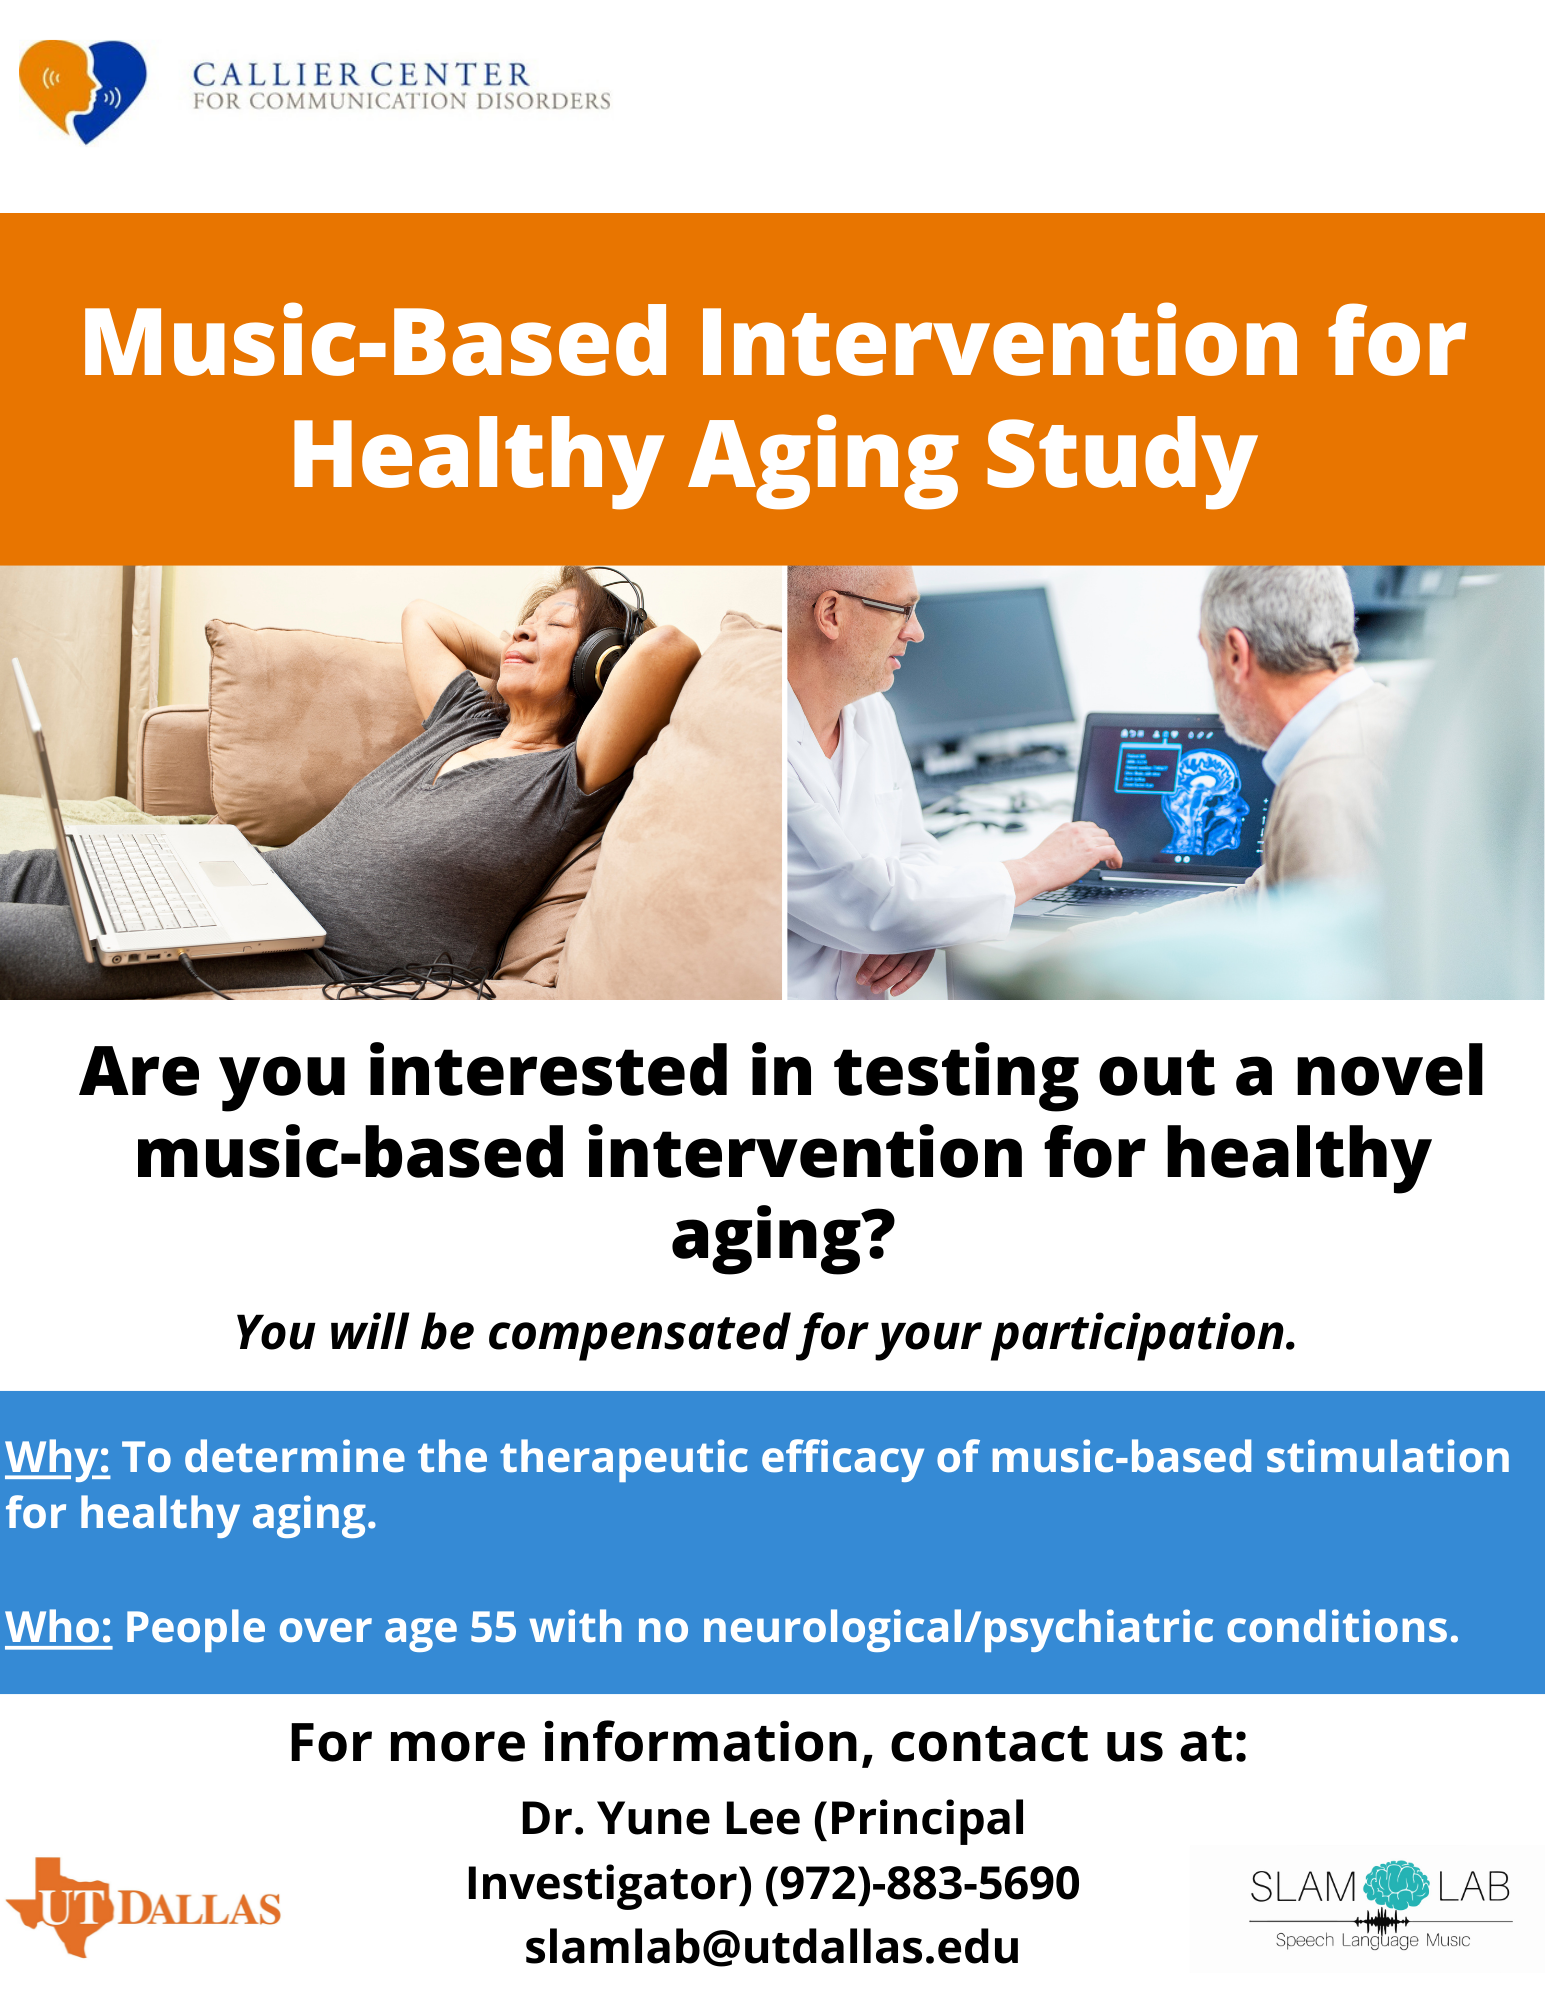 CALLIER CENTER
FOR COMMUNICATION DISORDERS
Music-Based Intervention for
Healthy Aging Study
Are you interested in testing out a novel
music-based intervention for healthy
aging?
You will be compensated for your participation.
Why: To determine the therapeutic efficacy of music-based stimulation
for healthy aging.
Who: People over age 55 with no neurological/psychiatric conditions.
For more information, contact us at:
Dr. Yune Lee (Principal
Investigator) (972)-883-5690
slamlab@utdallas.edu
UT DALLAS
SLAM LAB
Speech Language Music